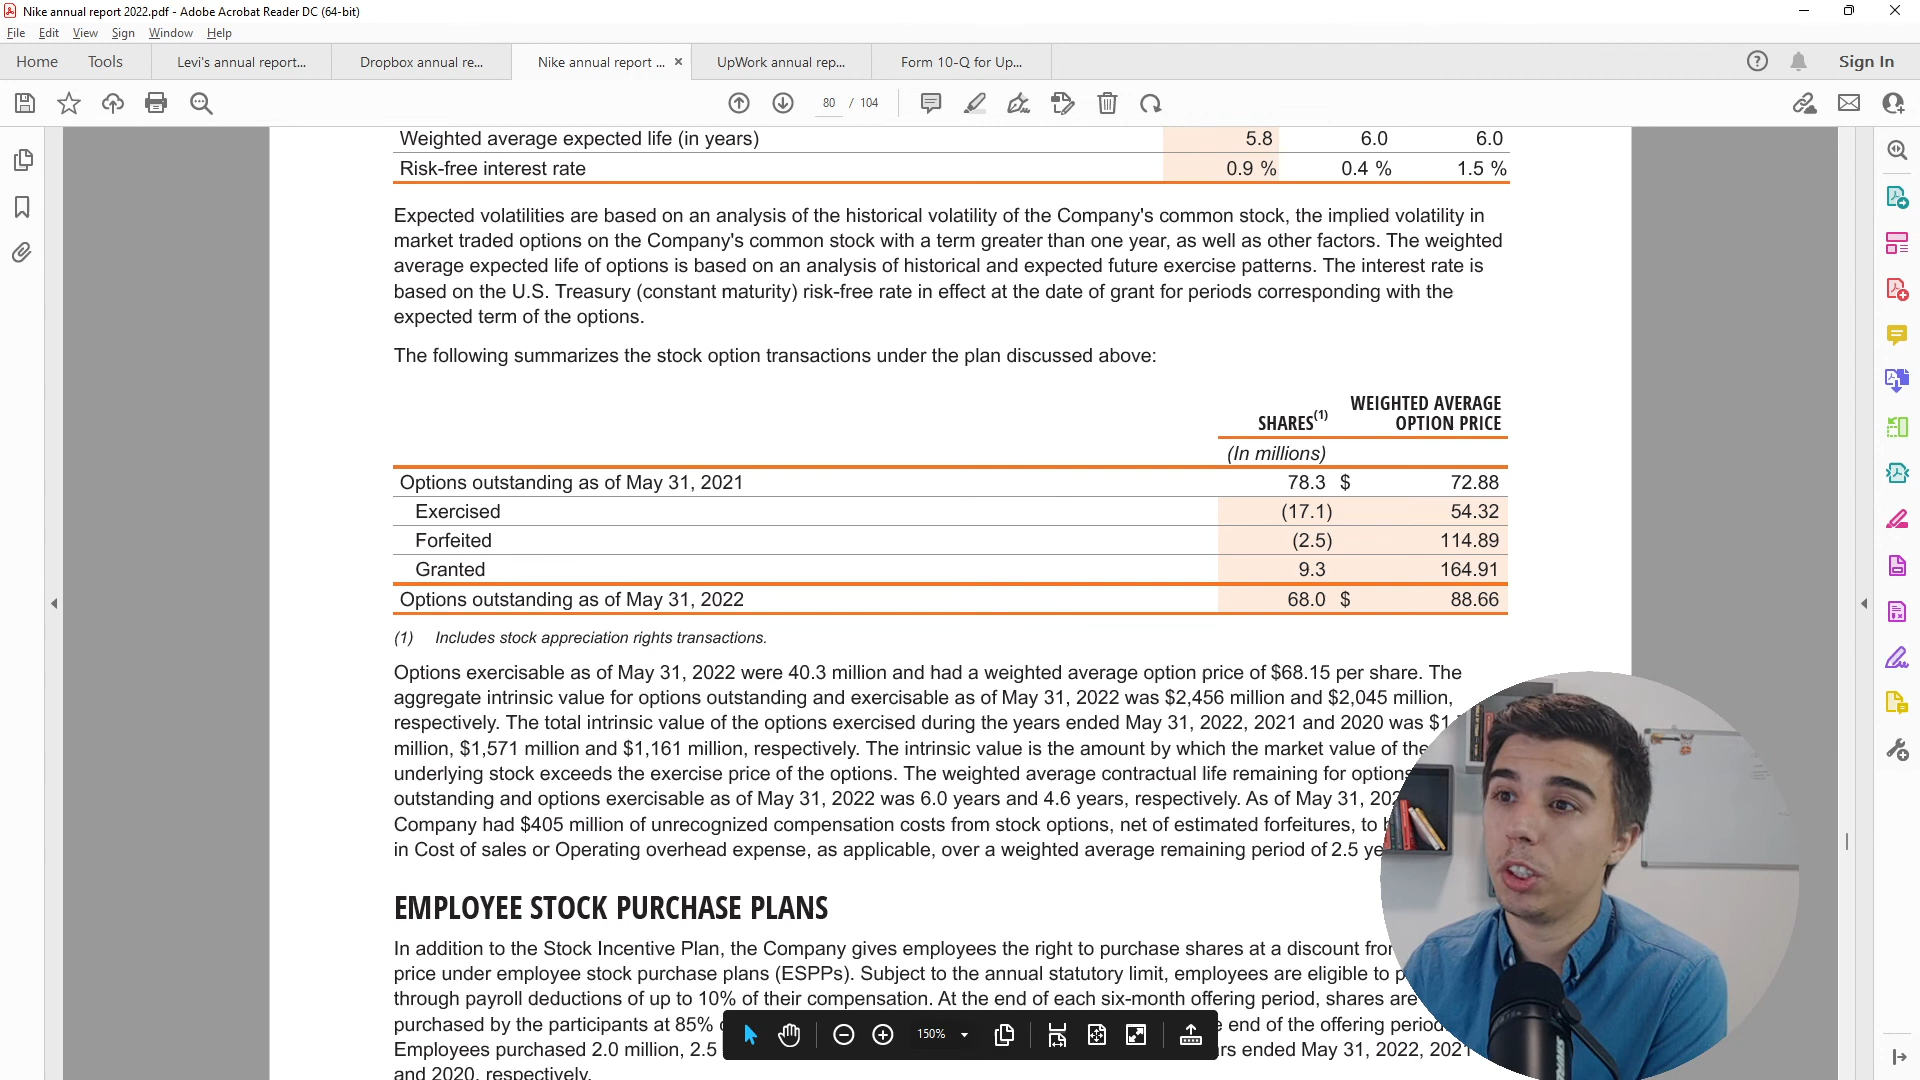 Nike annual report 2022.pdf - Adobe Acrobat Reader DC (64-bit)
File Edit View Sign Window Help
Home Tools Levi's annual report... Dropbox annual re... Nike annual report ... × UpWork annual rep... Form 10-Q for Up... Sign In
80 / 104
Weighted average expected life (in years) 5.8 6.0 6.0
Risk-free interest rate 0.9 % 0.4 % 1.5 %
Expected volatilities are based on an analysis of the historical volatility of the Company's common stock, the implied volatility in
market traded options on the Company's common stock with a term greater than one year, as well as other factors. The weighted
average expected life of options is based on an analysis of historical and expected future exercise patterns. The interest rate is
based on the U.S. Treasury (constant maturity) risk-free rate in effect at the date of grant for periods corresponding with the
expected term of the options.
The following summarizes the stock option transactions under the plan discussed above:
WEIGHTED AVERAGE
SHARES(1) OPTION PRICE
(In millions)
Options outstanding as of May 31, 2021 78.3 $ 72.88
Exercised (17.1) 54.32
Forfeited (2.5) 114.89
Granted 9.3 164.91
Options outstanding as of May 31, 2022 68.0 $ 88.66
(1) Includes stock appreciation rights transactions.
Options exercisable as of May 31, 2022 were 40.3 million and had a weighted average option price of $68.15 per share. The
aggregate intrinsic value for options outstanding and exercisable as of May 31, 2022 was $2,456 million and $2,045 million,
respectively. The total intrinsic value of the options exercised during the years ended May 31, 2022, 2021 and 2020 was
million, $1,571 million and $1,161 million, respectively. The intrinsic value is the amount by which the market value of the
underlying stock exceeds the exercise price of the options. The weighted average contractual life remaining for options
outstanding and options exercisable as of May 31, 2022 was 6.0 years and 4.6 years, respectively. As of May 31,
Company had $405 million of unrecognized compensation costs from stock options, net of estimated forfeitures, to
in Cost of sales or Operating overhead expense, as applicable, over a weighted average remaining period of 2.5
EMPLOYEE STOCK PURCHASE PLANS
In addition to the Stock Incentive Plan, the Company gives employees the right to purchase shares at a discount
price under employee stock purchase plans (ESPPs). Subject to the annual statutory limit, employees are eligible to
through payroll deductions of up to 10% of their compensation. At the end of each six-month offering period, shares are
purchased by the participants at 85% end of the offering period.
Employees purchased 2.0 million, 2.5 ended May 31, 2022, 2021
and 2020, respectively.
150%